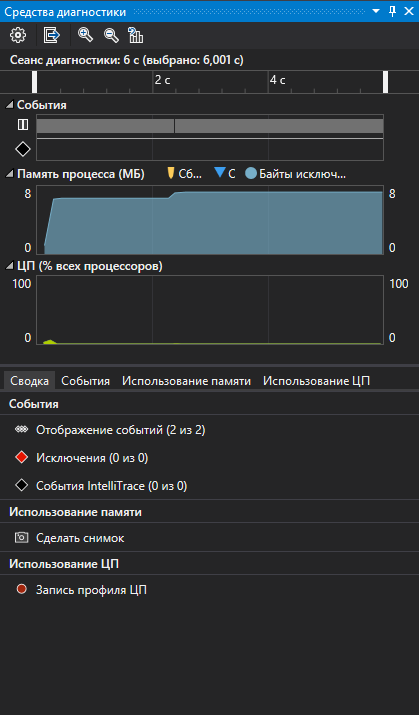 Средства диагностики
Сеанс диагностики: 6 с (выбрано: 6,001 с)
2 с 4 с
События
Память процесса (МБ) Сб... С Байты исключ...
8 8
0 0
ЦП (% всех процессоров)
100 100
0 0
Сводка События Использование памяти Использование ЦП
События
Отображение событий (2 из 2)
Исключения (0 из 0)
События IntelliTrace (0 из 0)
Использование памяти
Сделать снимок
Использование ЦП
Запись профиля ЦП